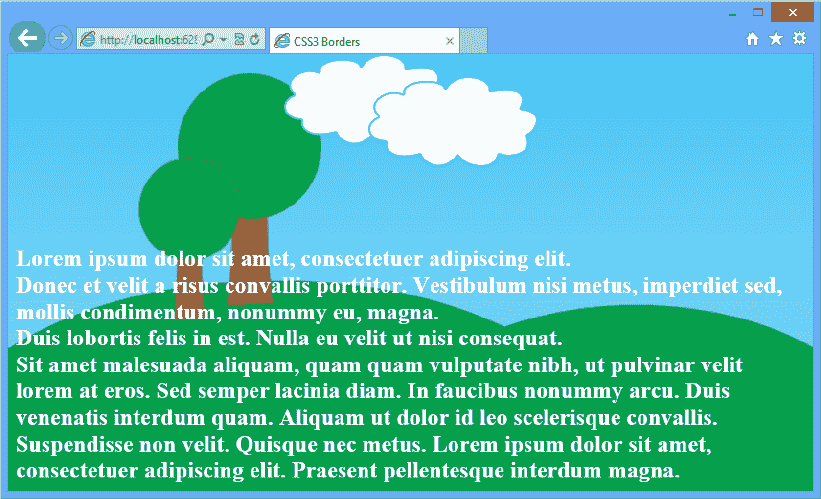 http://localhost:62
CSS3 Borders
Lorem ipsum dolor sit amet, consectetuer adipiscing elit.
Donec et velit a risus convallis porttitor. Vestibulum nisi metus, imperdiet sed,
mollis condimentum, nonummy eu, magna.
Duis lobortis felis in est. Nulla eu velit ut nisi consequat.
Sit amet malesuada aliquam, quam quam vulputate nibh, ut pulvinar velit
lorem at eros. Sed semper lacinia diam. In faucibus nonummy arcu. Duis
venenatis interdum quam. Aliquam ut dolor id leo scelerisque convallis.
Suspendisse non velit. Quisque nec metus. Lorem ipsum dolor sit amet,
consectetuer adipiscing elit. Praesent pellentesque interdum magna.